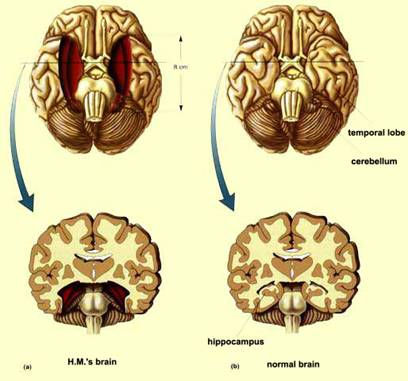 8 cm
temporal lobe
cerebellum
hippocampus
(a)
H.M.'s brain
(b)
normal brain